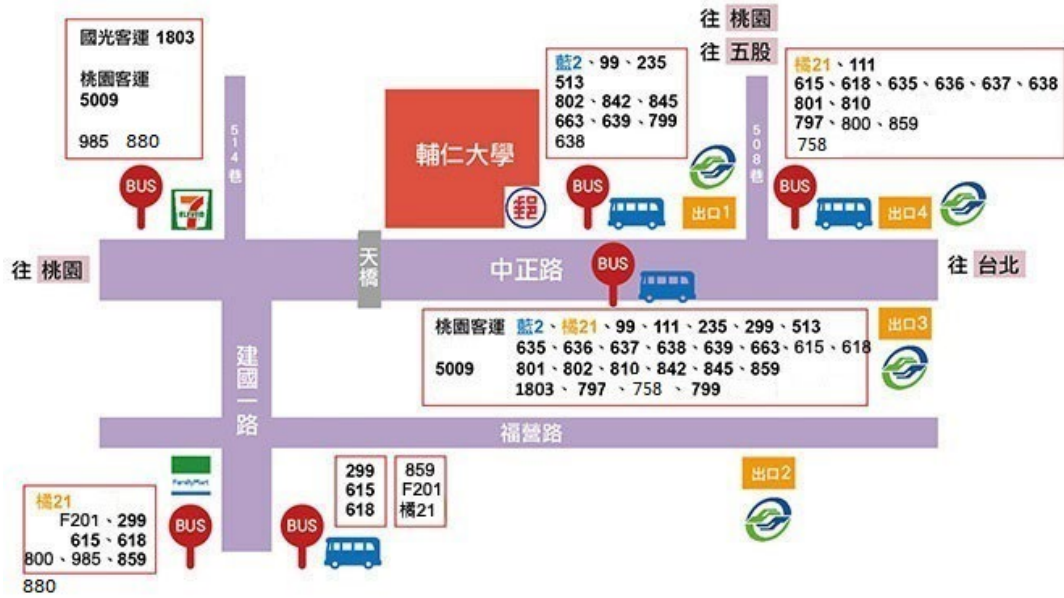 國光客運 1803
桃園客運
5009
985 880
BUS
7
ELEVEN
514巷
輔仁大學
郵
藍2、99、235
513
802、842、845
663、639、799
638
BUS
出口1
往 桃園
往 五股
508巷
橘21、111
615、618、635、636、637、638
801、810
797、800、859
758
BUS
出口4
往 桃園
天橋
中正路
BUS
往 台北
桃園客運 藍2、橘21、99、111、235、299、513
635、636、637、638、639、663、615、618
5009 801、802、810、842、845、859
1803、797 、758 、799
出口3
建國一路
福營路
FamilyMart
橘21
F201、299
615、618
800、985、859
880
BUS
BUS
299
615
618
859
F201
橘21
出口2